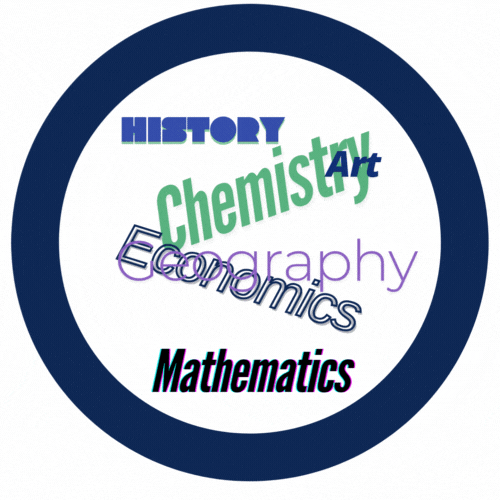 HISTORY
Chemistry
Art
Economics
Geography
Mathematics